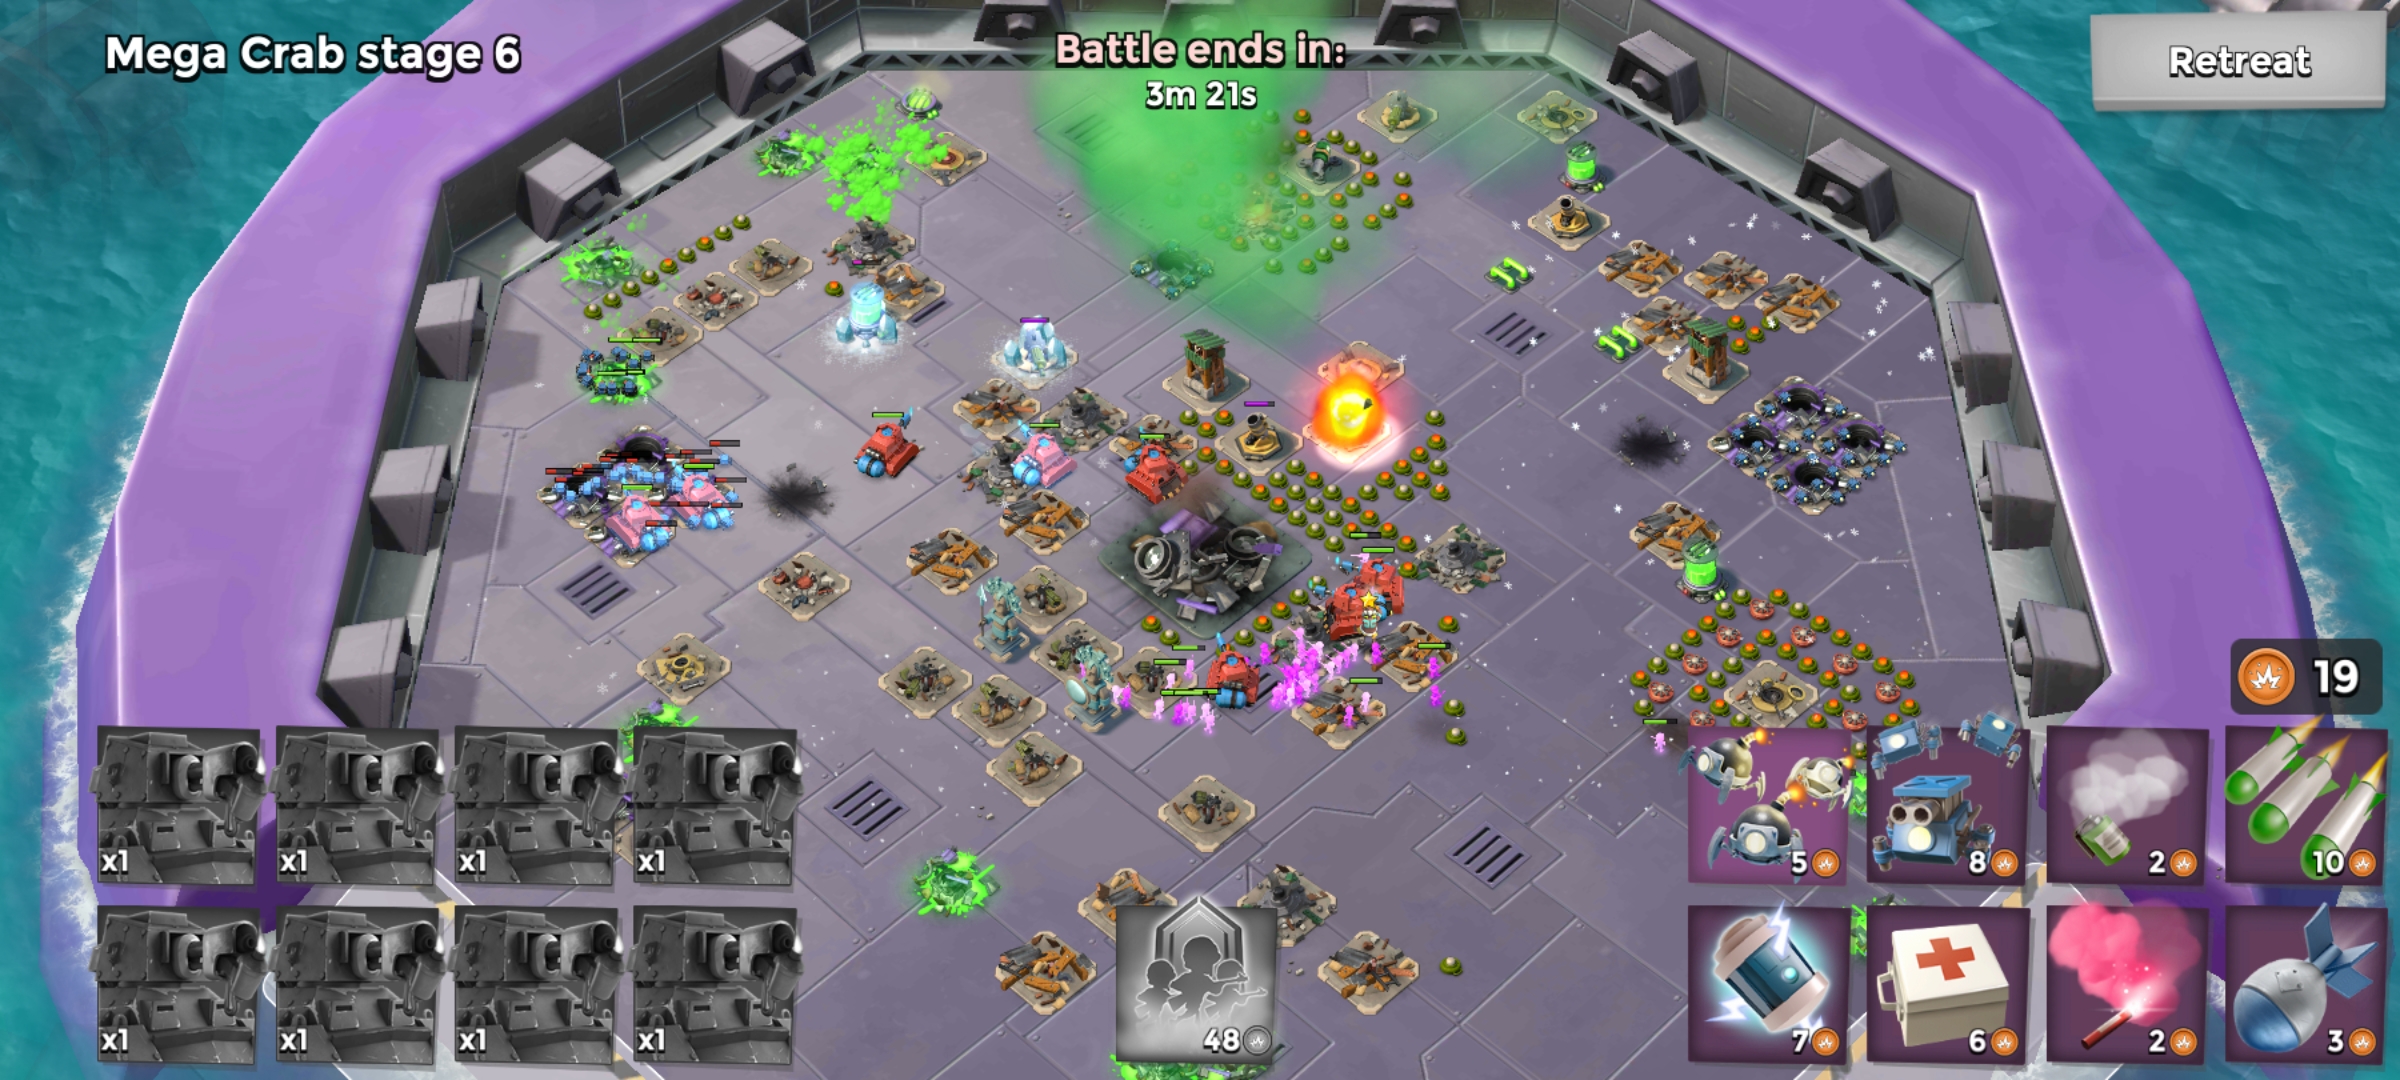 Mega Crab stage 6
Battle ends in:
3m 21s
Retreat
19
x1
x1
x1
x1
5
8
2
10
x1
x1
x1
x1
48
7
6
2
3